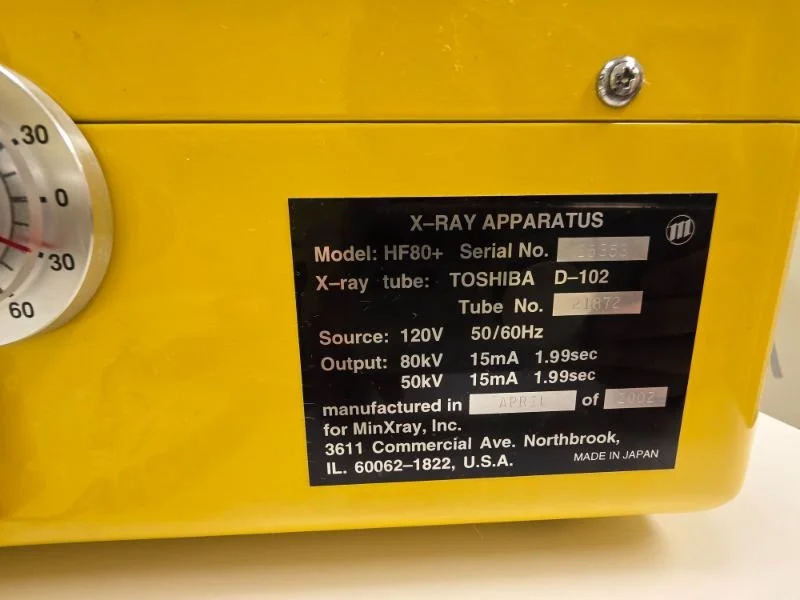 30
0
30
60
X-RAY APPARATUS
Model: HF80+ Serial No.
X-ray tube: TOSHIBA D-102
Tube No. 21872
Source: 120V 50/60Hz
Output: 80kV 15mA 1.99sec
50kV 15mA 1.99sec
manufactured in APRIL of 2002
for MinXray, Inc.
3611 Commercial Ave. Northbrook,
IL. 60062-1822, U.S.A.
MADE IN JAPAN